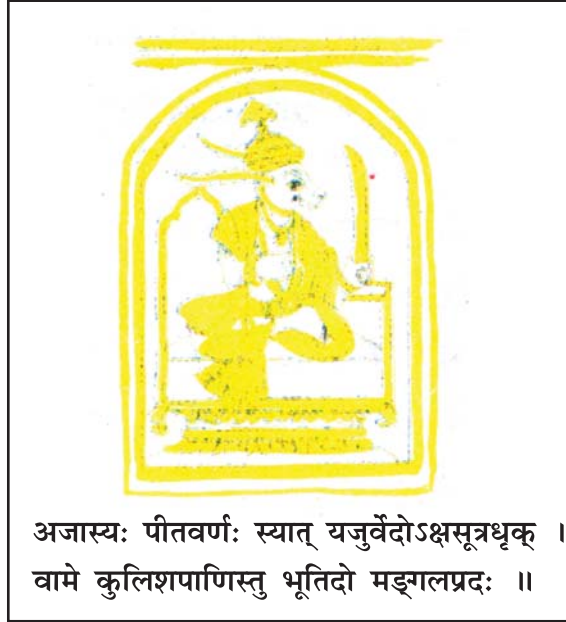 अजास्यः पीतवर्णः स्यात् यजुर्वेदोऽक्षसूत्रधृक् ।
वामे कुलिशपाणिस्तु भूतिदो मङ्गलप्रदः ॥